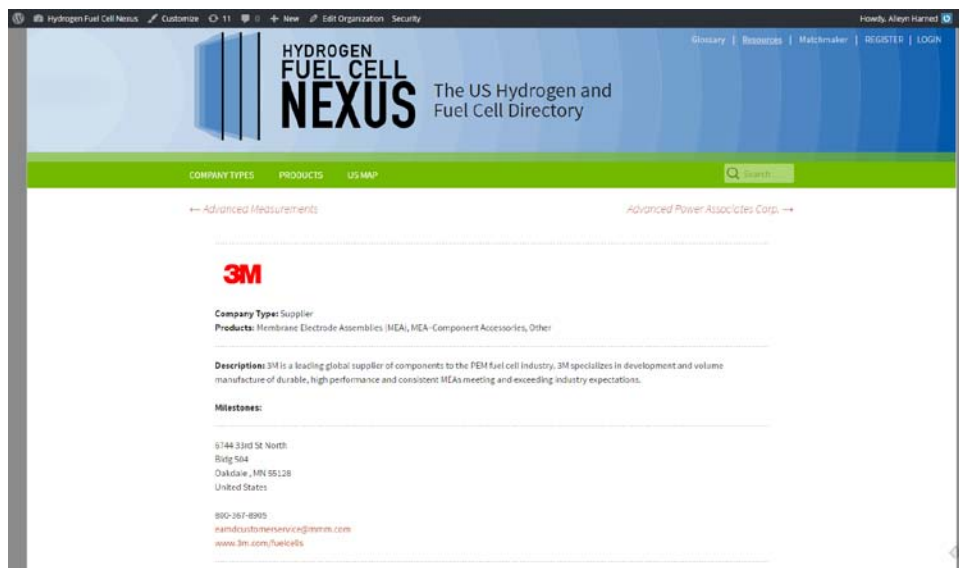 Hydrogen Fuel Cell Nexus Customize 11 0 + New Edit Organization Security Howdy, Alleyn Harned
Glossary | Resources | Matchmaker | REGISTER | LOGIN
HYDROGEN
FUEL CELL
NEXUS
The US Hydrogen and
Fuel Cell Directory
COMPANY TYPES PRODUCTS US MAP Search
← Advanced Measurements Advanced Power Associates Corp. →
3M
Company Type: Supplier
Products: Membrane Electrode Assemblies (MEA), MEA-Component Accessories, Other
Description: 3M is a leading global supplier of components to the PEM fuel cell industry. 3M specializes in development and volume
manufacture of durable, high performance and consistent MEAs meeting and exceeding industry expectations.
Milestones:
6744 33rd St North
Bldg 504
Oakdale , MN 55128
United States
800-367-8905
eamdcustomerservice@mmm.com
www.3m.com/fuelcells